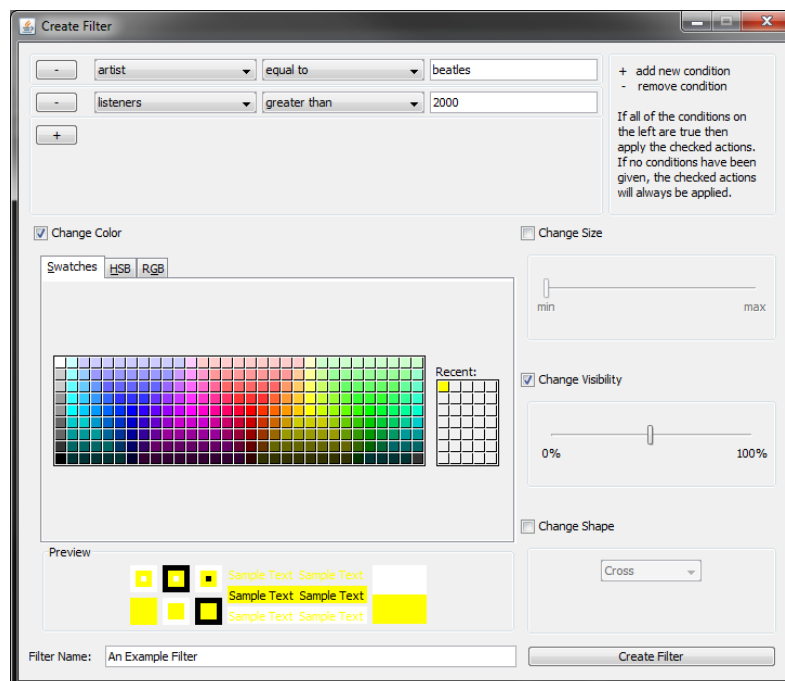 Create Filter
- artist equal to beatles
- listeners greater than 2000
+
+ add new condition
- remove condition
If all of the conditions on
the left are true then
apply the checked actions.
If no conditions have been
given, the checked actions
will always be applied.
Change Color
Change Size
Swatches HSB RGB
min max
Recent:
Change Visibility
0% 100%
Change Shape
Preview
Cross
Sample Text Sample Text
Sample Text Sample Text
Sample Text Sample Text
Filter Name: An Example Filter
Create Filter